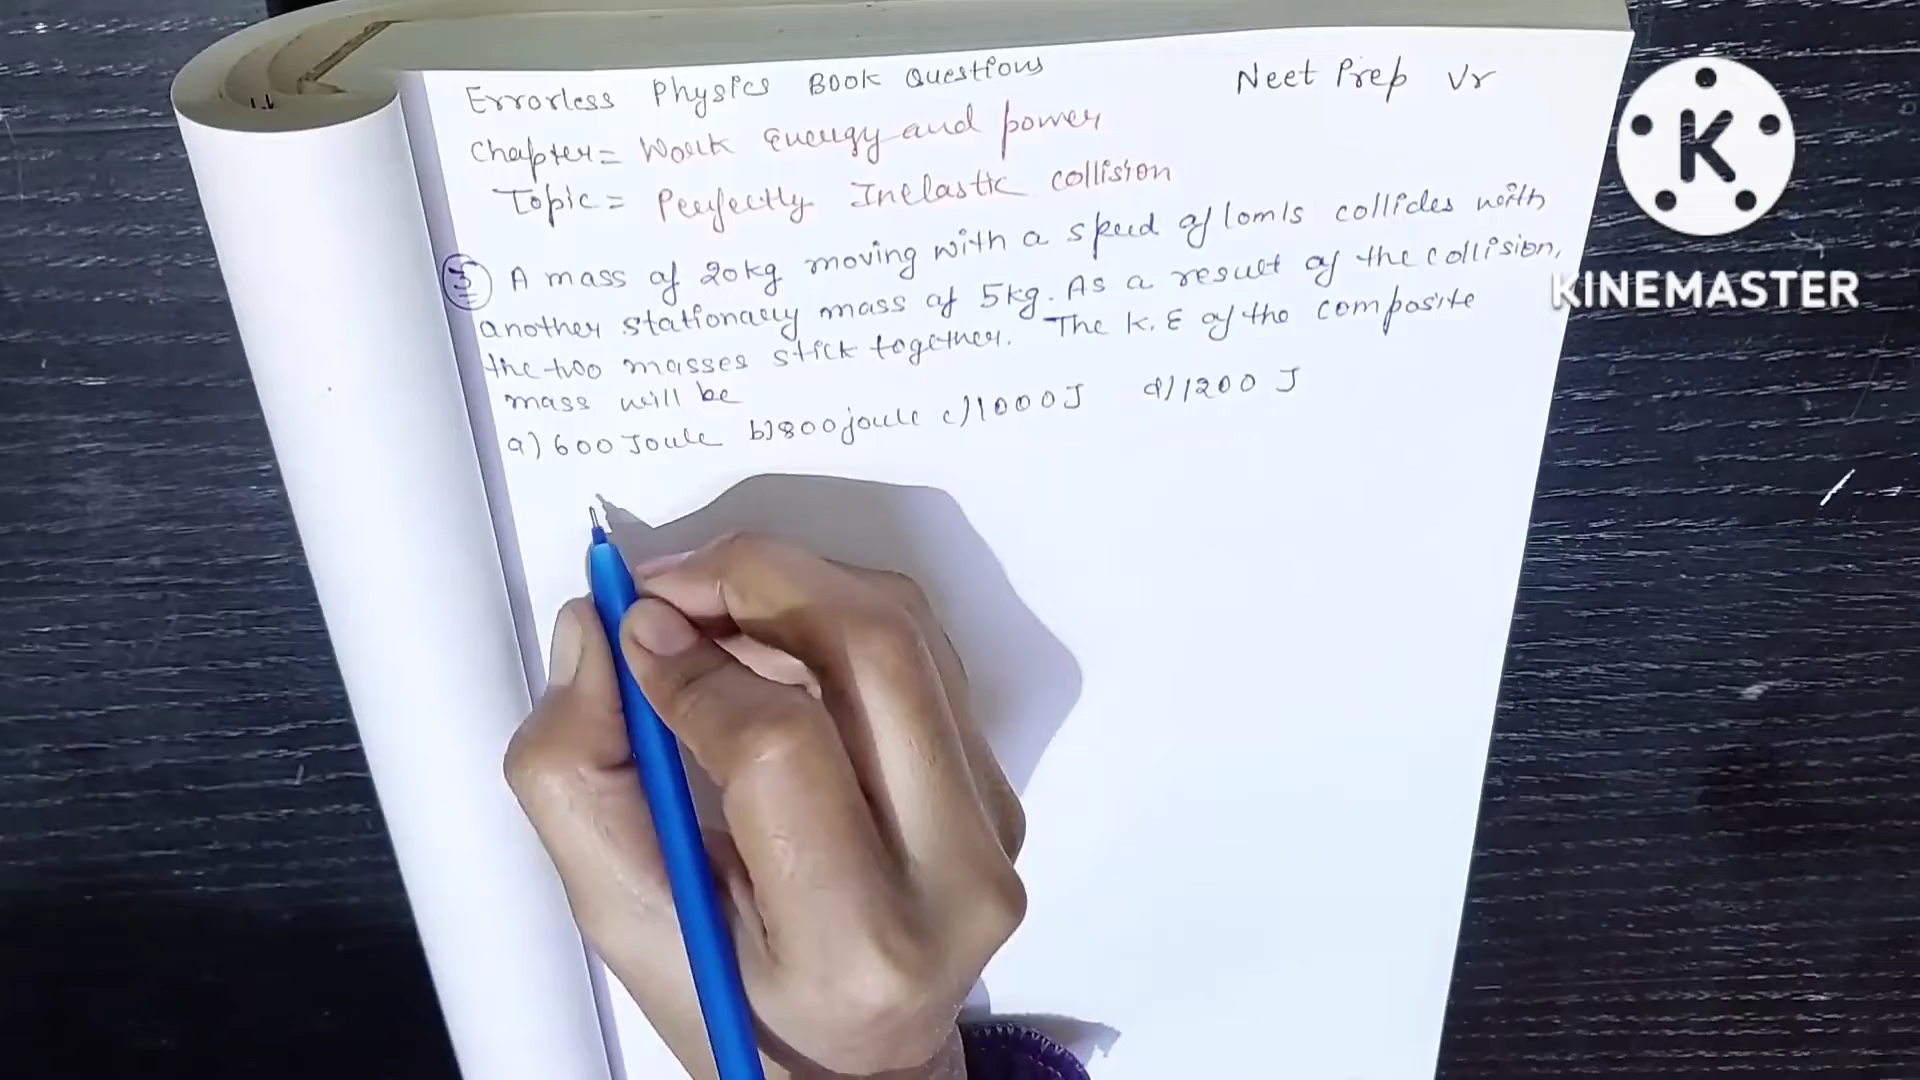 Errorless Physics Book Questions
Neet Prep Vr
Chapter= Work Energy and power
Topic= Perfectly Inelastic collision
5 A mass of 20kg moving with a speed of 10m/s collides with
another stationary mass of 5kg. As a result of the collision,
the two masses stick together. The K.E of the composite
mass will be
a) 600 Joule b) 800 joule c) 1000J d) 1200 J
K
KINEMASTER